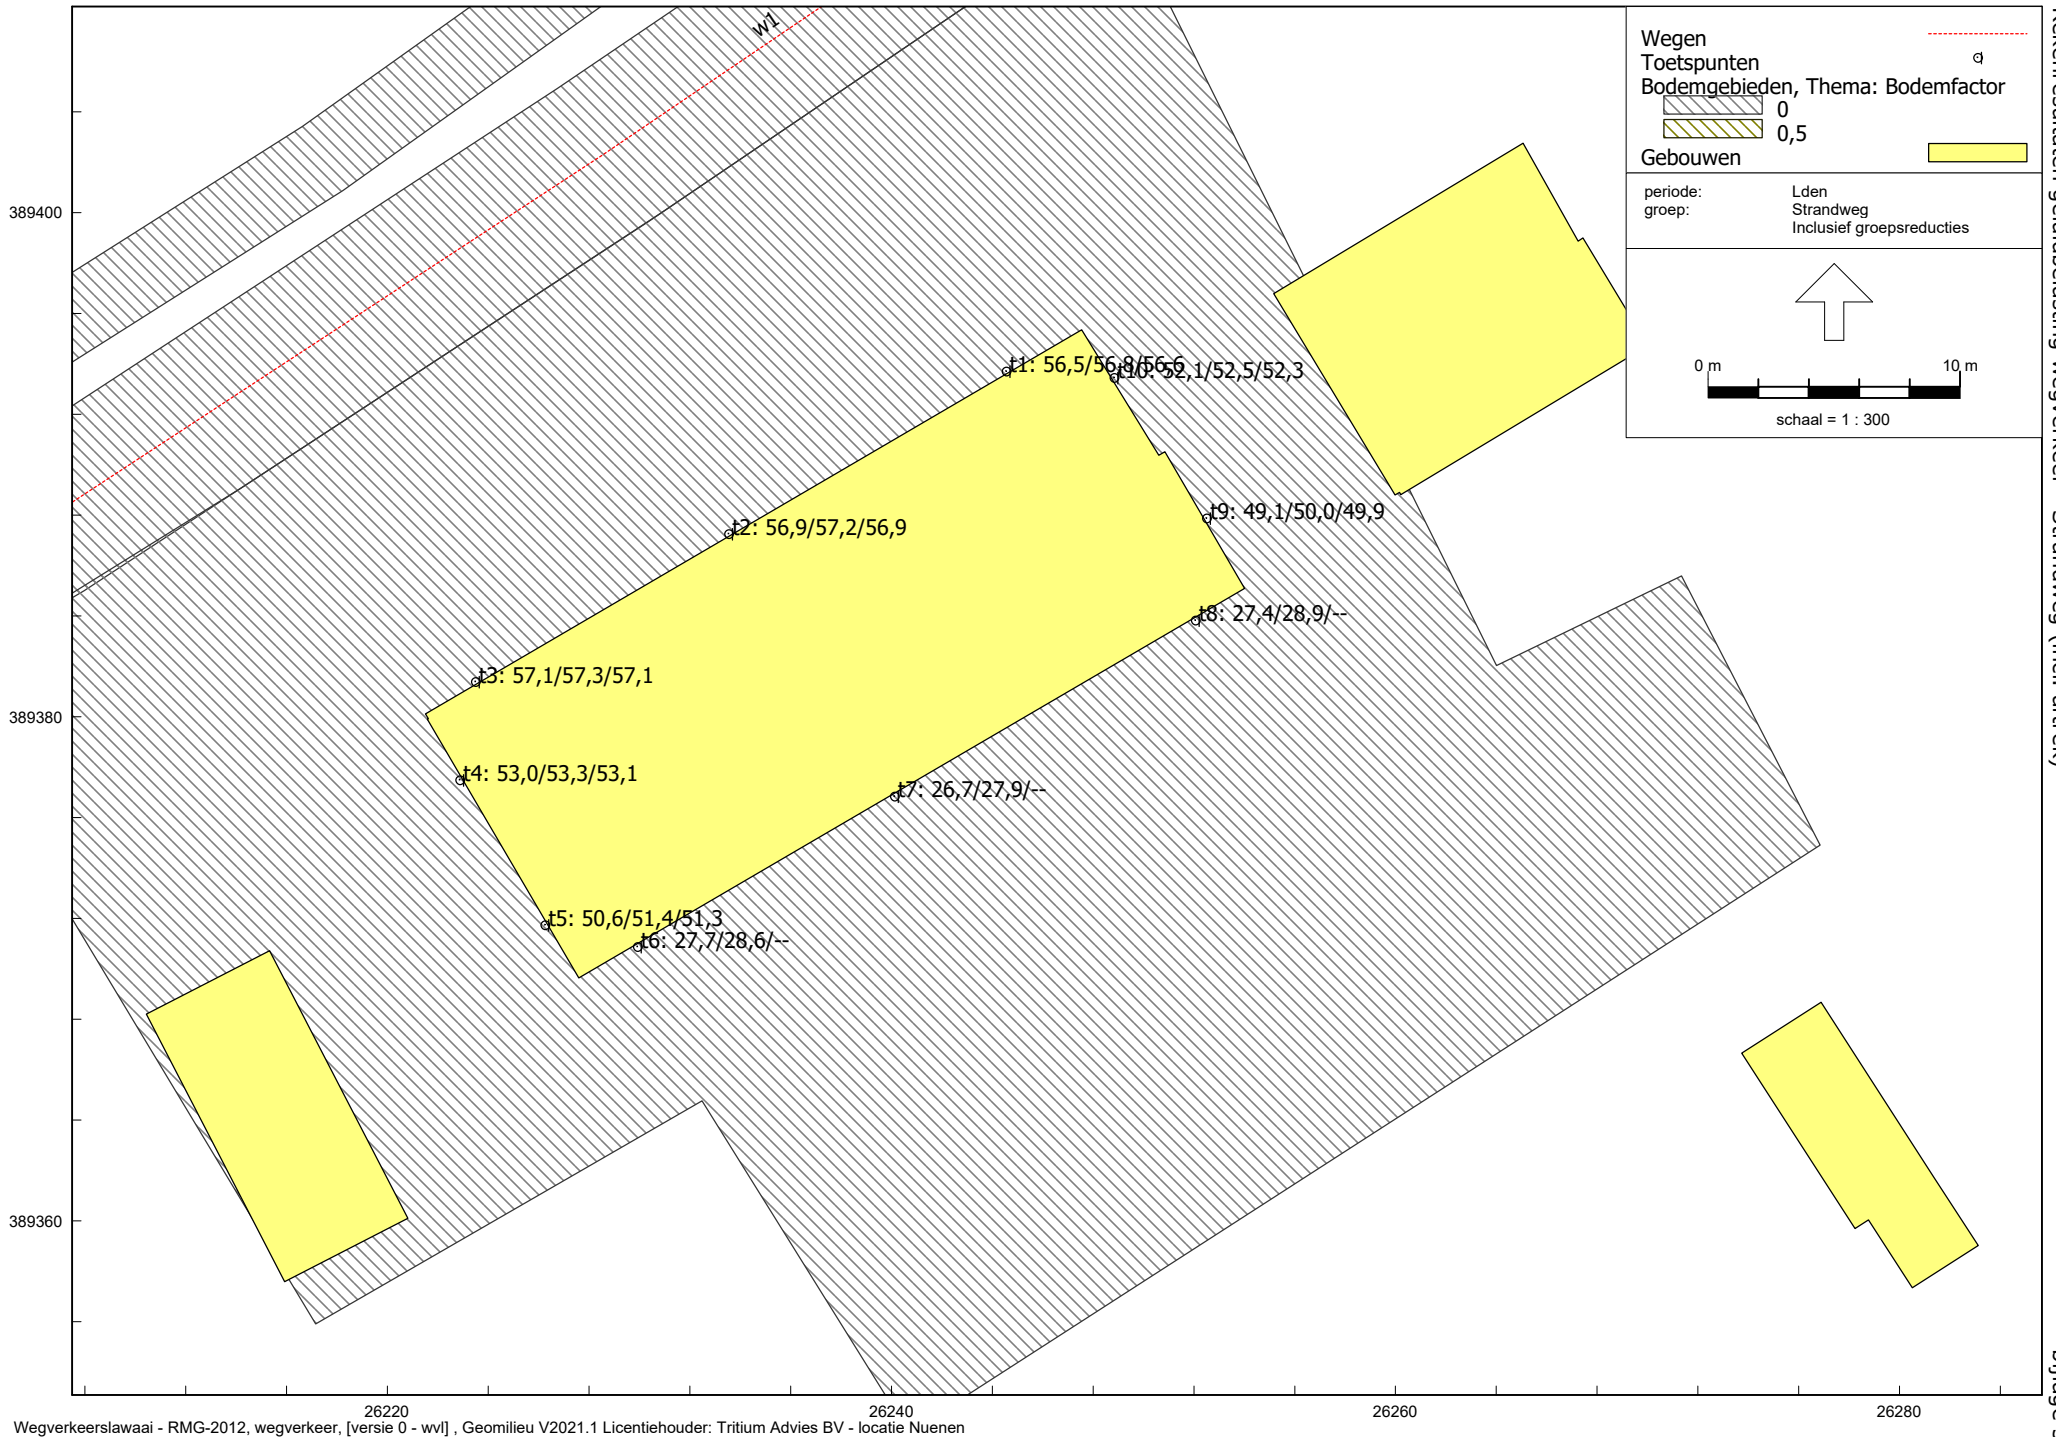 w1
Wegen
Toetspunten
Bodemgebieden, Thema: Bodemfactor
0
0,5
Gebouwen
periode: Lden
groep: Strandweg
Inclusief groepsreducties
0 m 10 m
schaal = 1 : 300
389400
389380
389360
t1: 56,5/56,8/56,6
t10: 52,1/52,5/52,3
t9: 49,1/50,0/49,9
t2: 56,9/57,2/56,9
t8: 27,4/28,9/--
t3: 57,1/57,3/57,1
t4: 53,0/53,3/53,1
t7: 26,7/27,9/--
t5: 50,6/51,4/51,3
t6: 27,7/28,6/--
26220 26240 26260 26280
Wegverkeerslawaai - RMG-2012, wegverkeer, [versie 0 - wvl] , Geomilieu V2021.1 Licentiehouder: Tritium Advies BV - locatie Nuenen